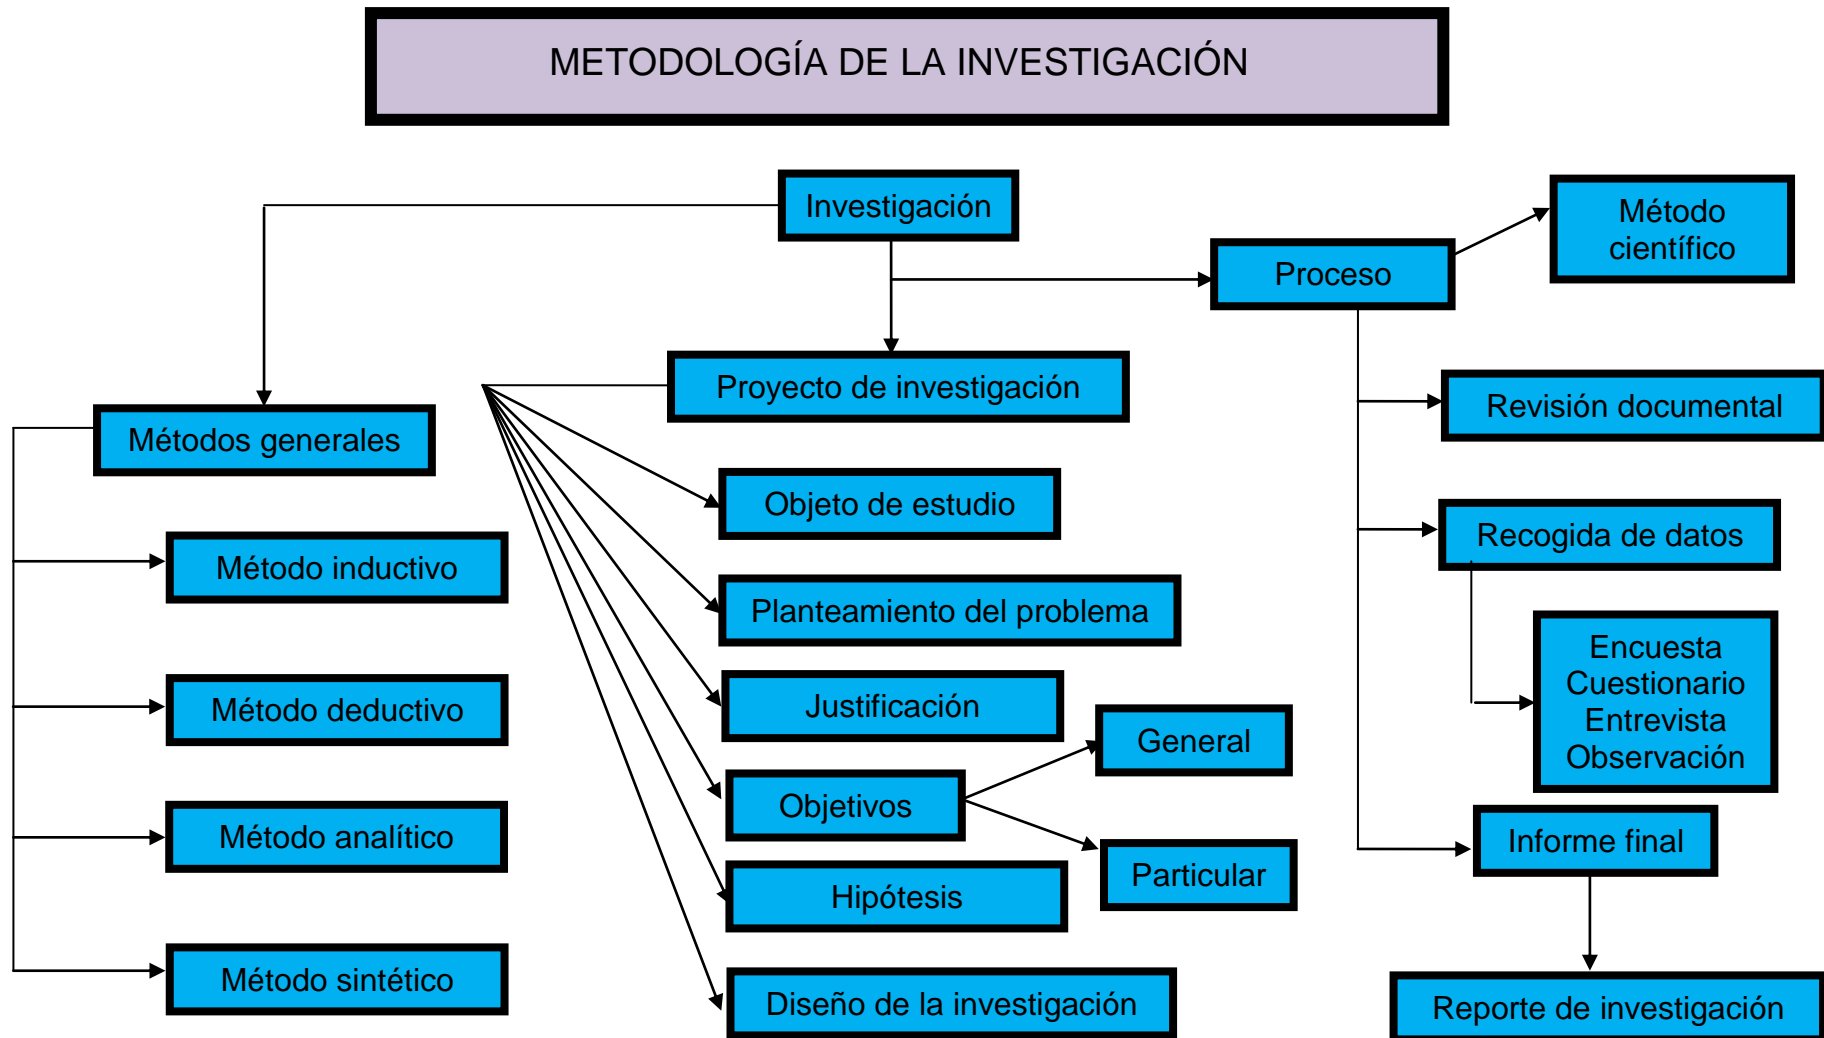 METODOLOGÍA DE LA INVESTIGACIÓN
Investigación
Método
científico
Proceso
Proyecto de investigación
Revisión documental
Métodos generales
Objeto de estudio
Recogida de datos
Método inductivo
Planteamiento del problema
Encuesta
Cuestionario
Entrevista
Observación
Método deductivo
Justificación
General
Objetivos
Método analítico
Informe final
Particular
Hipótesis
Método sintético
Diseño de la investigación
Reporte de investigación